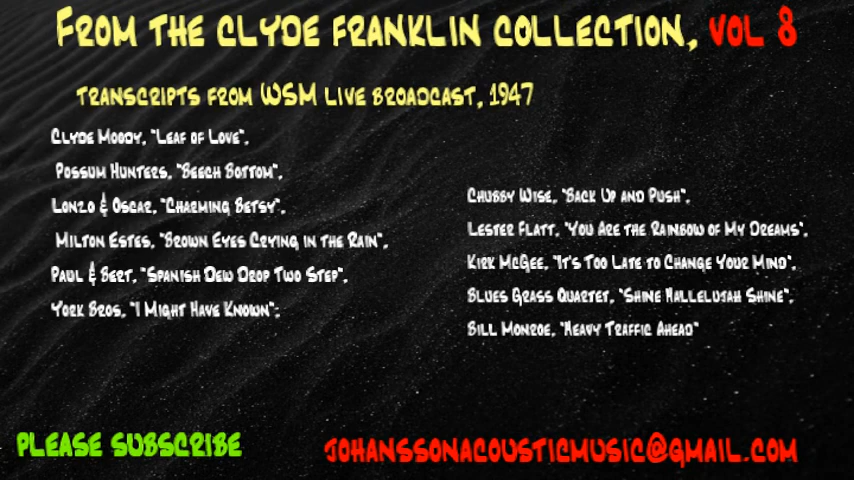 From the Clyde Franklin Collection, Vol 8
Transcripts from WSM Live Broadcast, 1947
Clyde Moody, "Leaf of Love",
Possum Hunters, "Beech Bottom",
Lonzo & Oscar, "Charming Betsy",
Milton Estes, "Brown Eyes Crying in the Rain",
Paul & Bert, "Spanish Dew Drop Two Step",
York Bros, "I Might Have Known";
Chubby Wise, "Back Up and Push",
Lester Flatt, "You Are the Rainbow of My Dreams",
Kirk McGee, "It's Too Late to Change Your Mind",
Blues Grass Quartet, "Shine Hallelujah Shine",
Bill Monroe, "Heavy Traffic Ahead"
Please Subscribe
johanssonacousticmusic@gmail.com